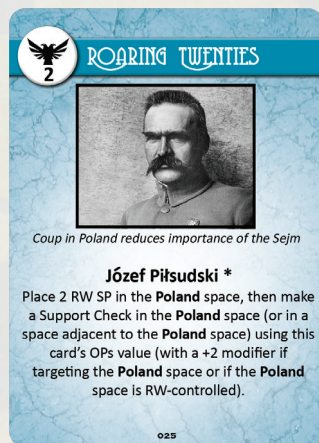 ROARING TWENTIES
2
Coup in Poland reduces importance of the Sejm
Józef Piłsudski *
Place 2 RW SP in the Poland space, then make
a Support Check in the Poland space (or in a
space adjacent to the Poland space) using this
card's OPs value (with a +2 modifier if
targeting the Poland space or if the Poland
space is RW-controlled).
025